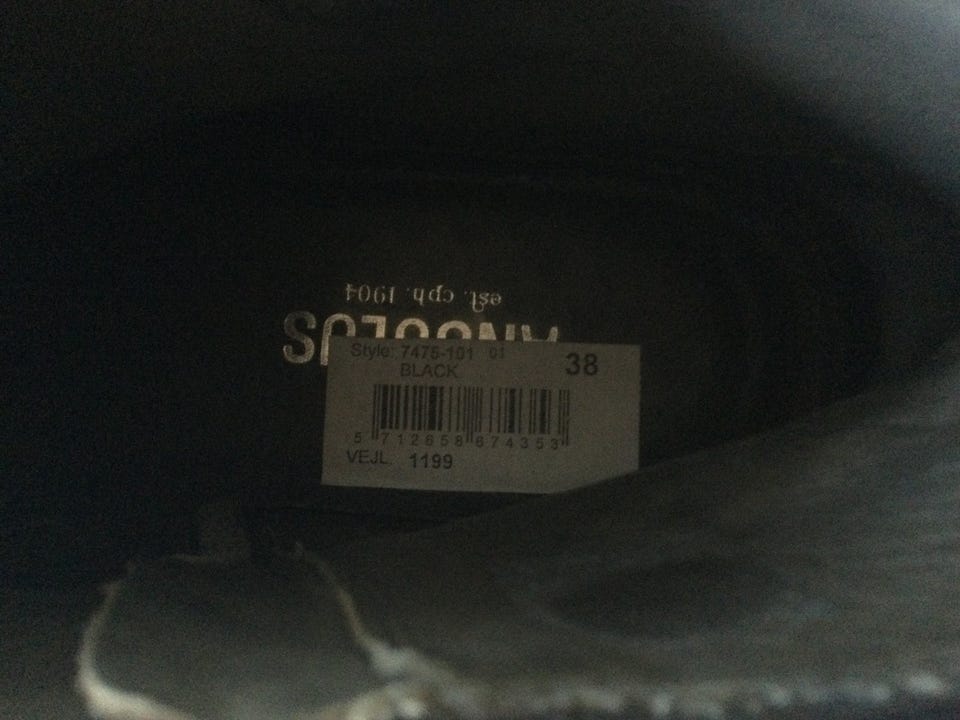 est. cph. 1904
ANGULUS
Style: 7475-101 01 38
BLACK
5 712658 674353
VEJL. 1199